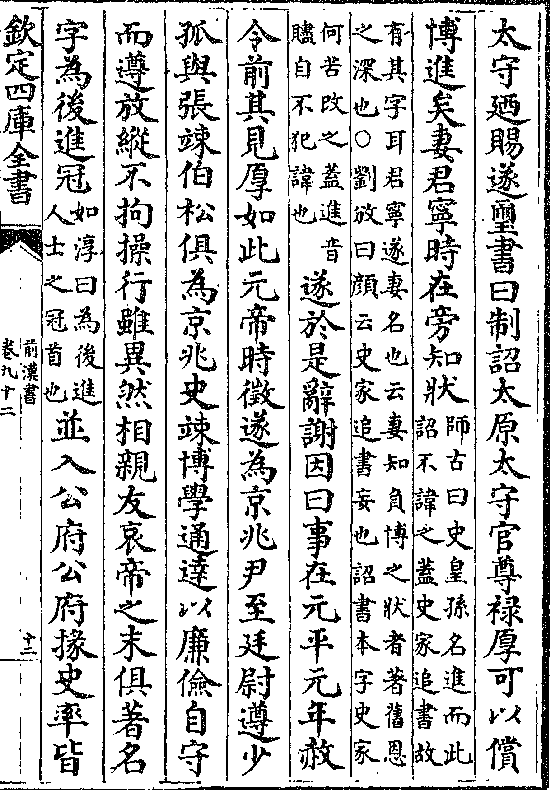 太守廼賜遂璽書曰制詔太原太守官尊祿厚可以償
博進矣妻君寧時在旁知狀
師古曰史皇孫名進而此
詔不諱之蓋史家追書故
有其字耳君寧遂妻名也云妻知負博之狀者著舊恩
之深也○劉攽曰顔云史家追書妄也詔書本字史家
何苦改之蓋進音
贐自不犯諱也
遂於是辭謝因曰事在元平元年赦
令前其見厚如此元帝時徵遂為京兆尹至廷尉遵少
孤與張竦伯松俱為京兆史竦博學通達以廉儉自守
而遵放縱不拘操行雖異然相親友哀帝之末俱著名
字為後進冠
如淳曰為後進
人士之冠首也
並入公府公府掾史率皆
欽定四庫全書
前漢書
卷九十二
十二